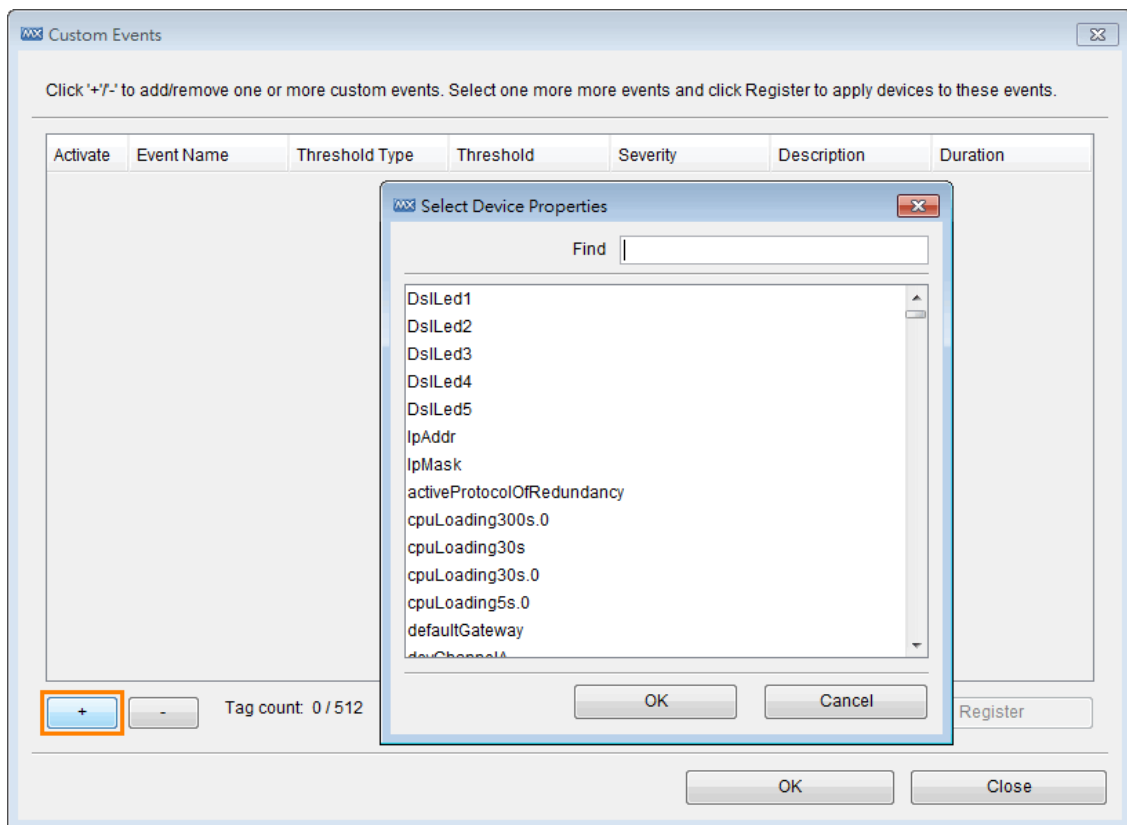 MX Custom Events
Click '+'/'-' to add/remove one or more custom events. Select one more more events and click Register to apply devices to these events.
Activate Event Name Threshold Type Threshold Severity Description Duration
MX Select Device Properties
Find
DslLed1
DslLed2
DslLed3
DslLed4
DslLed5
IpAddr
IpMask
activeProtocolOfRedundancy
cpuLoading300s.0
cpuLoading30s
cpuLoading30s.0
cpuLoading5s.0
defaultGateway
devChannelA
OK Cancel
+ - Tag count: 0 / 512 Register
OK Close